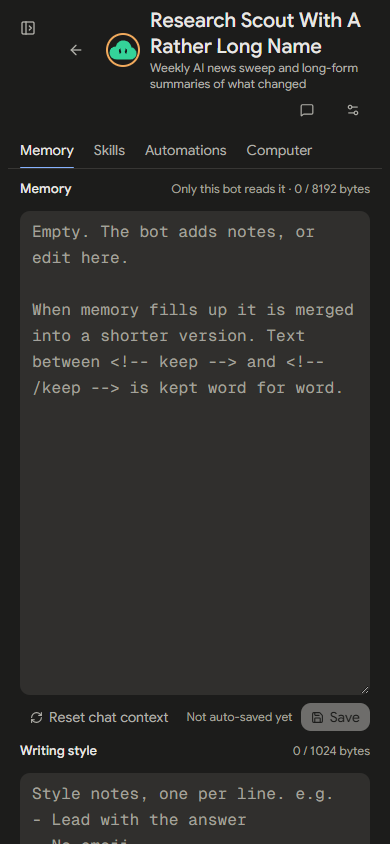 Research Scout With A
Rather Long Name
Weekly AI news sweep and long-form
summaries of what changed
Memory Skills Automations Computer
Memory Only this bot reads it · 0 / 8192 bytes
Empty. The bot adds notes, or
edit here.
When memory fills up it is merged
into a shorter version. Text
between <!-- keep --> and <!--
/keep --> is kept word for word.
Reset chat context Not auto-saved yet Save
Writing style 0 / 1024 bytes
Style notes, one per line. e.g.
- Lead with the answer
- No emoji